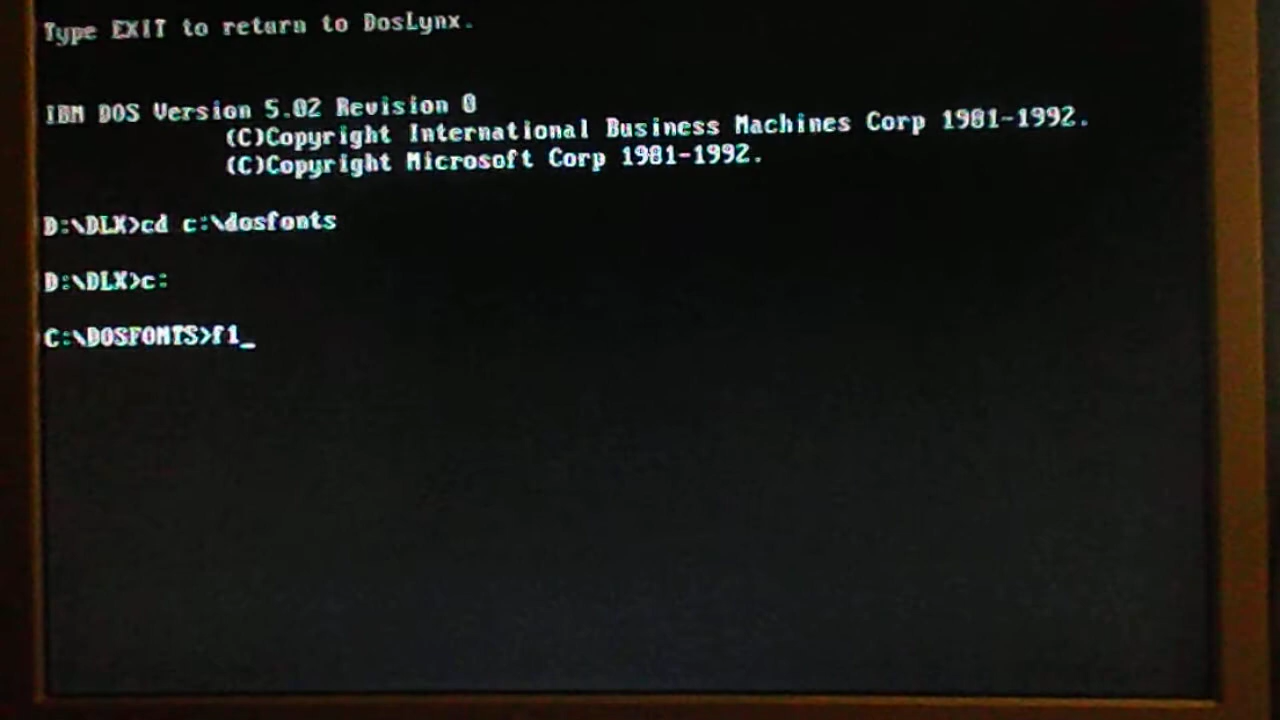 Type EXIT to return to DosLynx.
IBM DOS Version 5.02 Revision 0
(C)Copyright International Business Machines Corp 1981-1992.
(C)Copyright Microsoft Corp 1981-1992.
D:\DLX>cd c:\dosfonts
D:\DLX>c:
C:\DOSFONTS>f1_